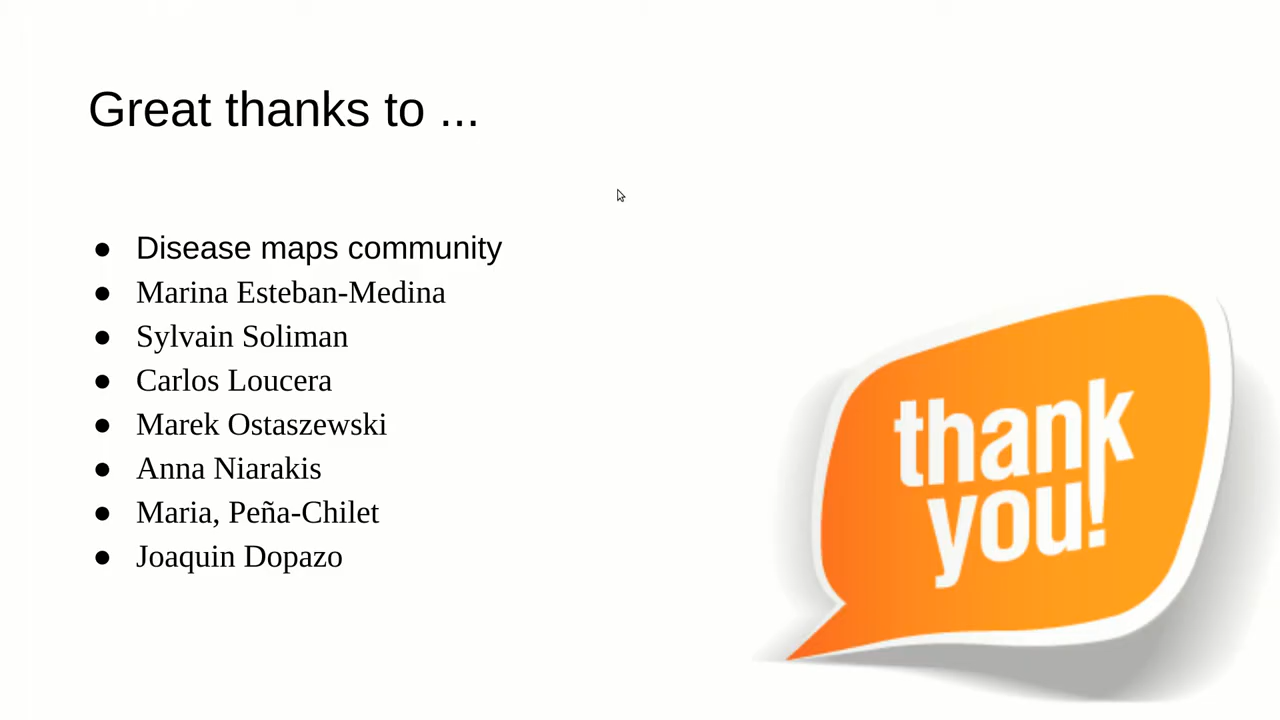 Great thanks to ...
● Disease maps community
● Marina Esteban-Medina
● Sylvain Soliman
● Carlos Loucera
● Marek Ostaszewski
● Anna Niarakis
● Maria, Peña-Chilet
● Joaquin Dopazo
thank
you!